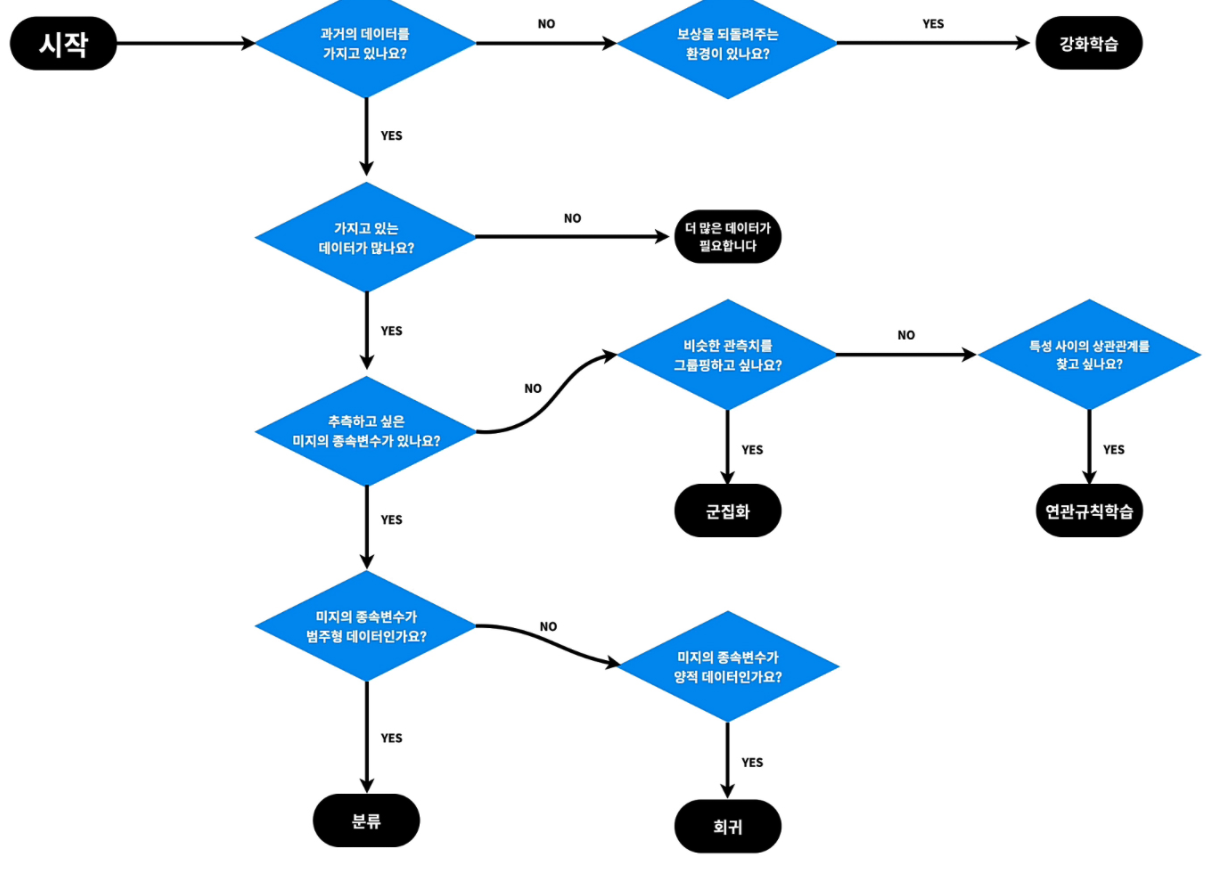 시작
과거의 데이터를
가지고 있나요?
NO
보상을 되돌려주는
환경이 있나요?
YES
강화학습
YES
가지고 있는
데이터가 많나요?
NO
더 많은 데이터가
필요합니다
YES
추측하고 싶은
미지의 종속변수가 있나요?
NO
비슷한 관측치를
그룹핑하고 싶나요?
NO
특성 사이의 상관관계를
찾고 싶나요?
YES
군집화
YES
연관규칙학습
YES
미지의 종속변수가
범주형 데이터인가요?
NO
미지의 종속변수가
양적 데이터인가요?
YES
분류
YES
회귀